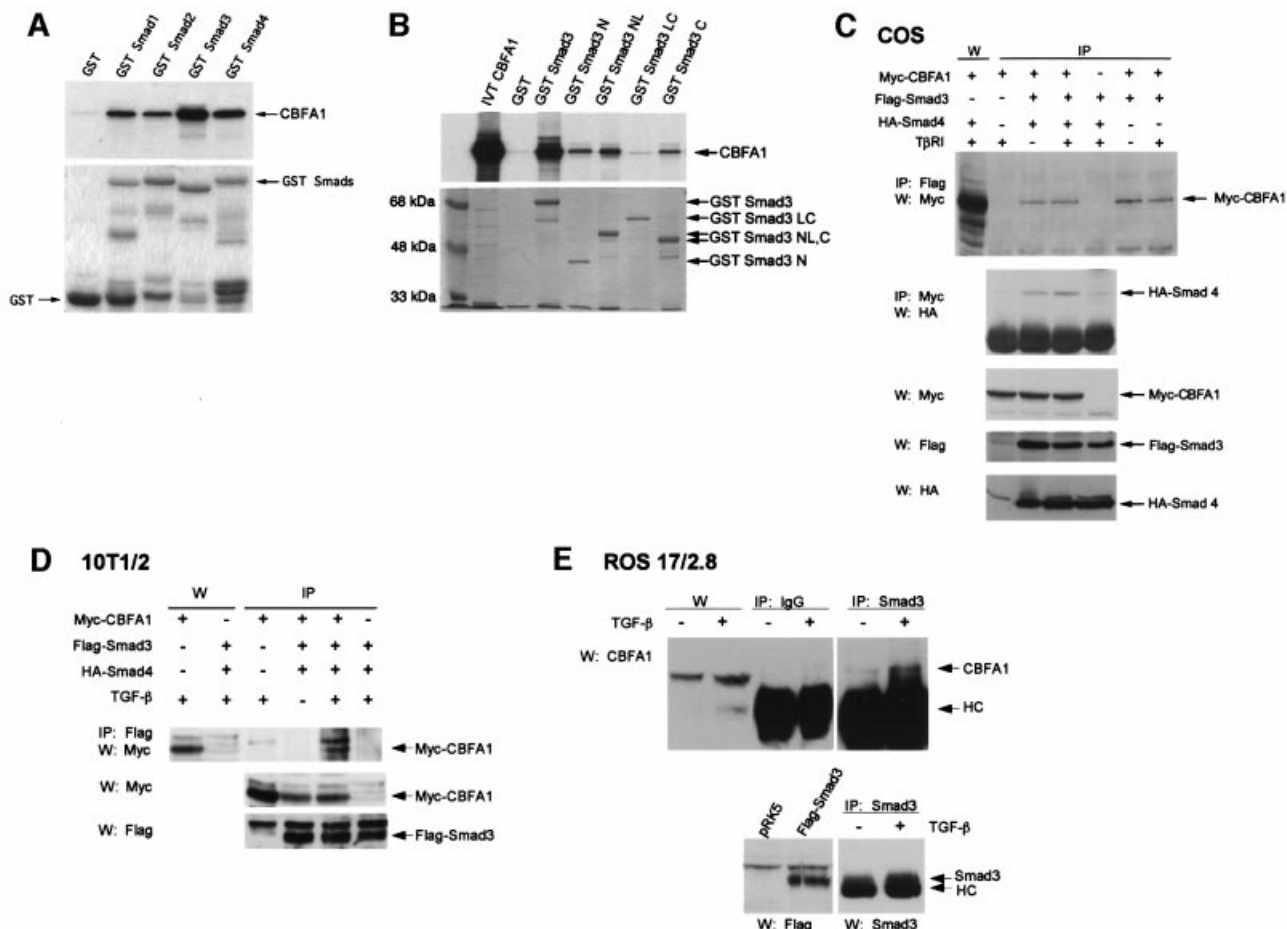 A
GST
GST Smad1
GST Smad2
GST Smad3
GST Smad4
CBFA1
GST Smads
GST
B
IVT CBFA1
GST
GST Smad3
GST Smad3 N
GST Smad3 NL
GST Smad3 LC
GST Smad3 C
CBFA1
68 kDa
GST Smad3
GST Smad3 LC
48 kDa
GST Smad3 NL,C
GST Smad3 N
33 kDa
C COS
W IP
Myc-CBFA1 + + + + - + +
Flag-Smad3 - - + + + + +
HA-Smad4 + - + + + - -
TβRI + + - + + - +
IP: Flag
W: Myc
Myc-CBFA1
IP: Myc
W: HA
HA-Smad 4
W: Myc
Myc-CBFA1
W: Flag
Flag-Smad3
W: HA
HA-Smad 4
D 10T1/2
W IP
Myc-CBFA1 + - + + + -
Flag-Smad3 - + - + + +
HA-Smad4 - + - + + +
TGF-β + + + - + +
IP: Flag
W: Myc
Myc-CBFA1
W: Myc
Myc-CBFA1
W: Flag
Flag-Smad3
E ROS 17/2.8
W IP: IgG IP: Smad3
TGF-β - + - + - +
W: CBFA1
CBFA1
HC
pRK5
Flag-Smad3
IP: Smad3
- + TGF-β
Smad3
HC
W: Flag W: Smad3